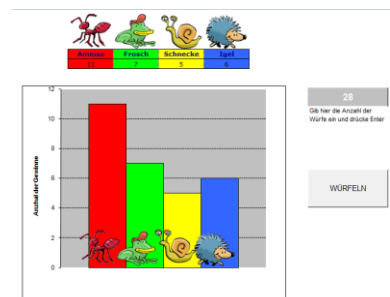 Ameise Frosch Schnecke Igel
11 7 5 6
12
10
8
6
4
2
0
Anzahl der Gewinne
28
Gib hier die Anzahl der
Würfe ein und drücke Enter
WÜRFELN